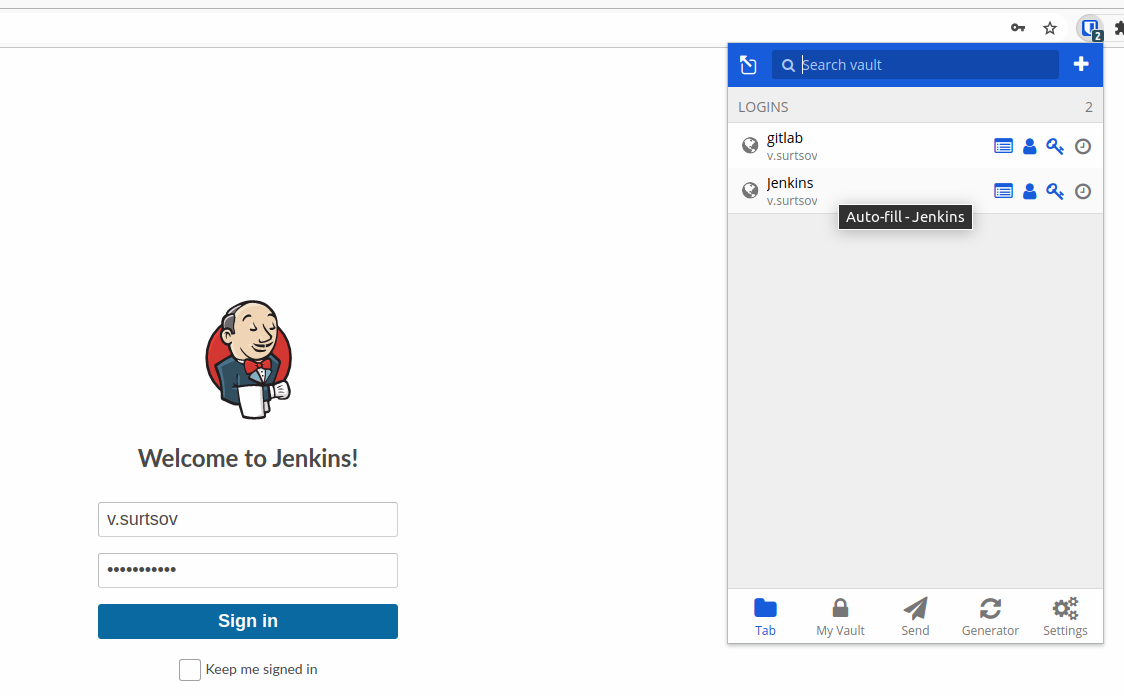 2
Search vault
LOGINS 2
gitlab
v.surtsov
Jenkins
v.surtsov
Auto-fill - Jenkins
Welcome to Jenkins!
v.surtsov
•••••••••••
Sign in
Keep me signed in
Tab
My Vault
Send
Generator
Settings